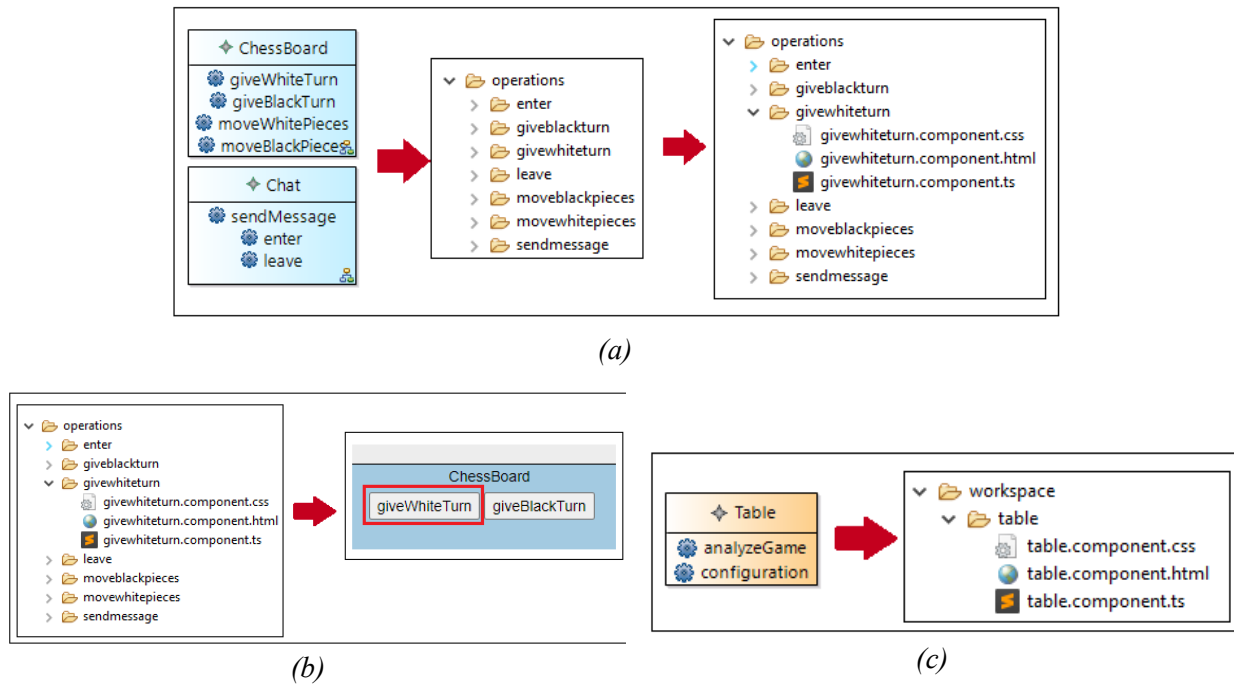 ChessBoard
giveWhiteTurn
giveBlackTurn
moveWhitePieces
moveBlackPieces
Chat
sendMessage
enter
leave
operations
enter
giveblackturn
givewhiteturn
leave
moveblackpieces
movewhitepieces
sendmessage
operations
enter
giveblackturn
givewhiteturn
givewhiteturn.component.css
givewhiteturn.component.html
givewhiteturn.component.ts
leave
moveblackpieces
movewhitepieces
sendmessage
(a)
operations
enter
giveblackturn
givewhiteturn
givewhiteturn.component.css
givewhiteturn.component.html
givewhiteturn.component.ts
leave
moveblackpieces
movewhitepieces
sendmessage
ChessBoard
giveWhiteTurn giveBlackTurn
(b)
Table
analyzeGame
configuration
workspace
table
table.component.css
table.component.html
table.component.ts
(c)